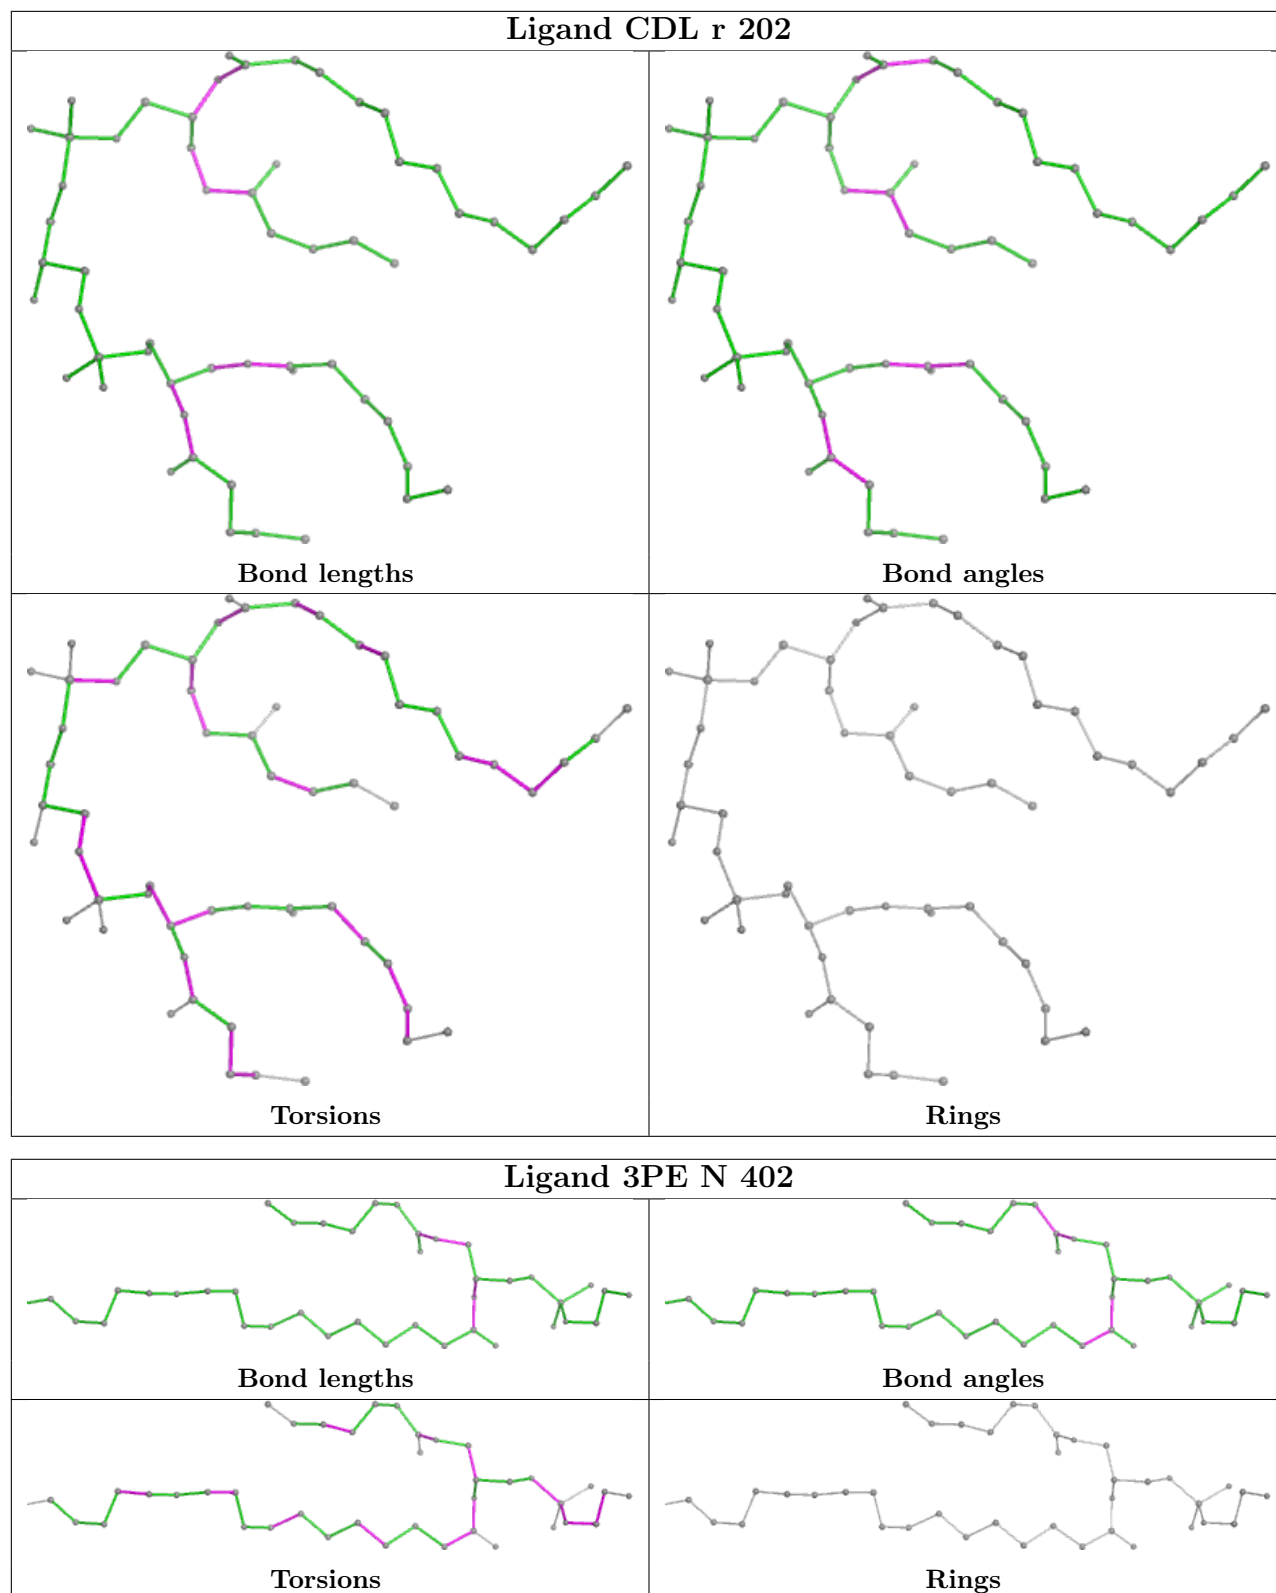 Ligand CDL r 202
Bond lengths
Bond angles
Torsions
Rings
Ligand 3PE N 402
Bond lengths
Bond angles
Torsions
Rings